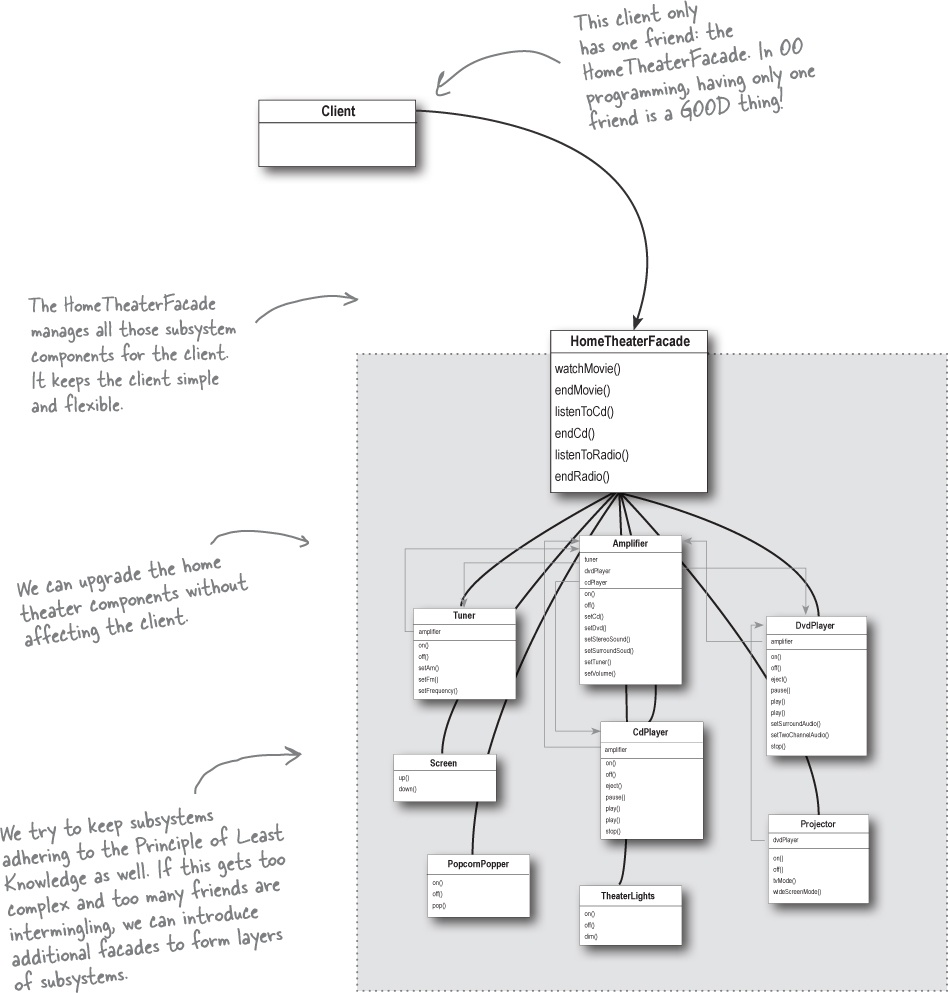 This client only
has one friend: the
HomeTheaterFacade. In OO
programming, having only one
friend is a GOOD thing!
Client
The HomeTheaterFacade
manages all those subsystem
components for the client.
It keeps the client simple
and flexible.
HomeTheaterFacade
watchMovie()
endMovie()
listenToCd()
endCd()
listenToRadio()
endRadio()
We can upgrade the home
theater components without
affecting the client.
Amplifier
tuner
dvdPlayer
cdPlayer
on()
off()
setCd()
setDvd()
setStereoSound()
setSurroundSoud()
setTuner()
setVolume()
Tuner
amplifier
on()
off()
setAm()
setFm()
setFrequency()
DvdPlayer
amplifier
on()
off()
eject()
pause()
play()
play()
setSurroundAudio()
setTwoChannelAudio()
stop()
Screen
up()
down()
CdPlayer
amplifier
on()
off()
eject()
pause()
play()
play()
stop()
We try to keep subsystems
adhering to the Principle of Least
Knowledge as well. If this gets too
complex and too many friends are
intermingling, we can introduce
additional facades to form layers
of subsystems.
PopcornPopper
on()
off()
pop()
TheaterLights
on()
off()
dim()
Projector
dvdPlayer
on()
off()
tvMode()
wideScreenMode()